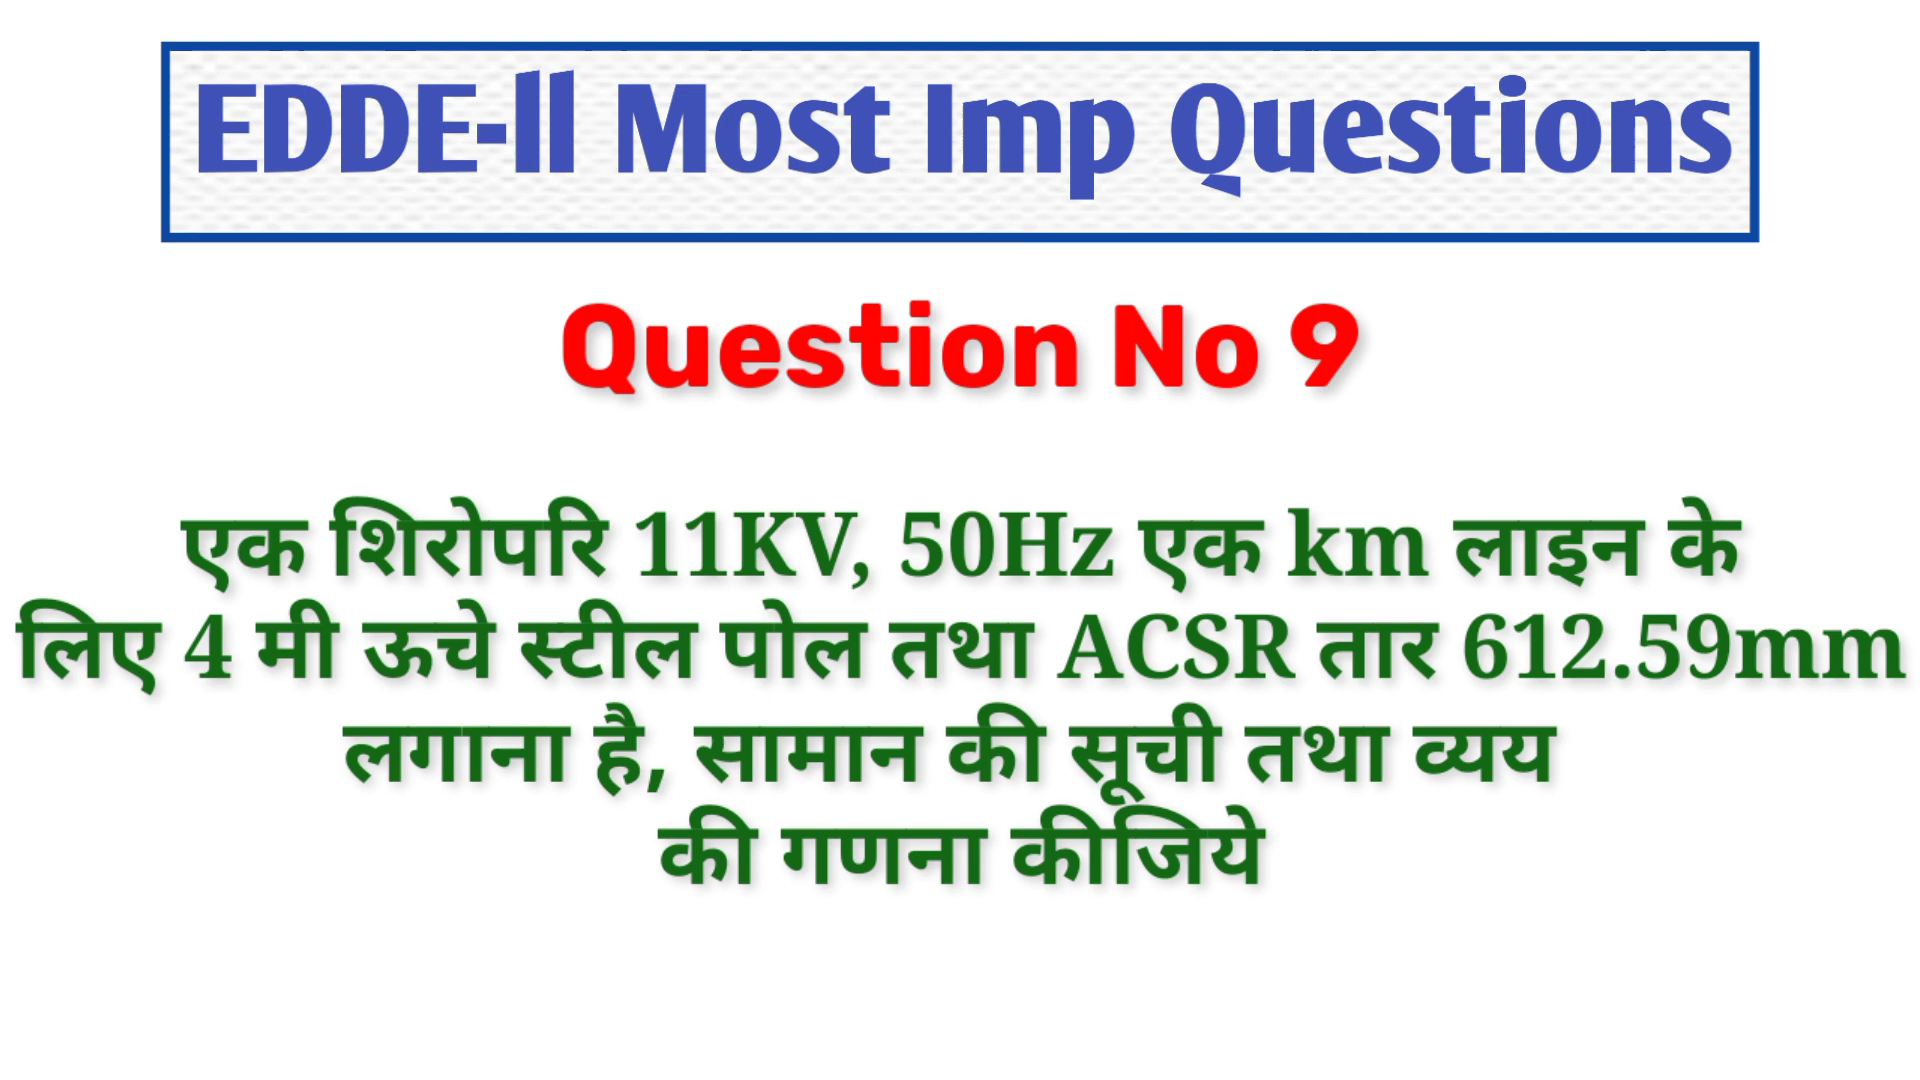 EDDE-ll Most Imp Questions
Question No 9
एक शिरोपरि 11KV, 50Hz एक km लाइन के
लिए 4 मी ऊचे स्टील पोल तथा ACSR तार 612.59mm
लगाना है, सामान की सूची तथा व्यय
की गणना कीजिये